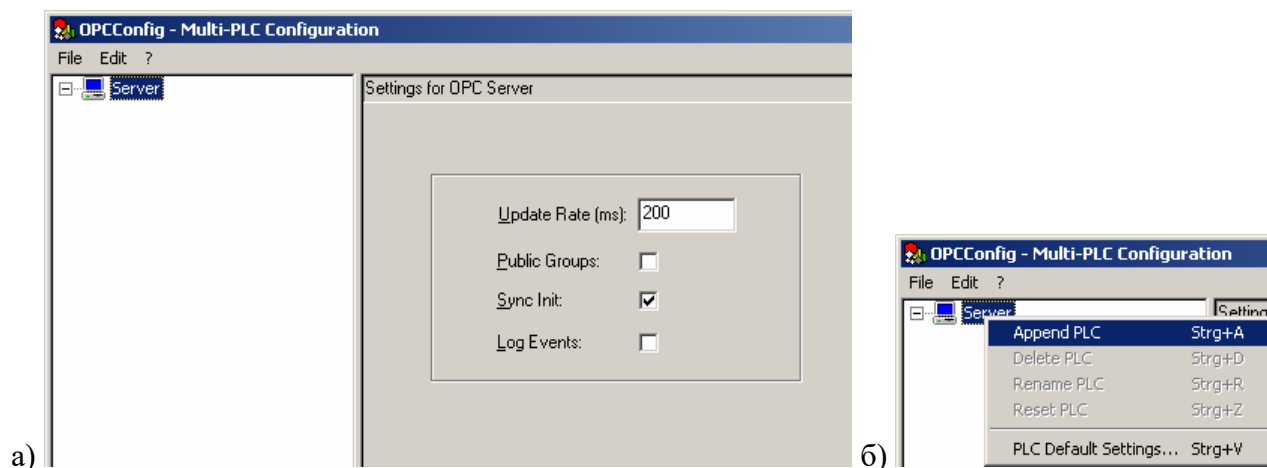 OPCConfig - Multi-PLC Configuration
File Edit ?
Server
Settings for OPC Server
Update Rate (ms): 200
Public Groups:
Sync Init:
Log Events:
а)
OPCConfig - Multi-PLC Configuration
File Edit ?
Server Setting
Append PLC Strg+A
Delete PLC Strg+D
Rename PLC Strg+R
Reset PLC Strg+Z
PLC Default Settings... Strg+V
б)